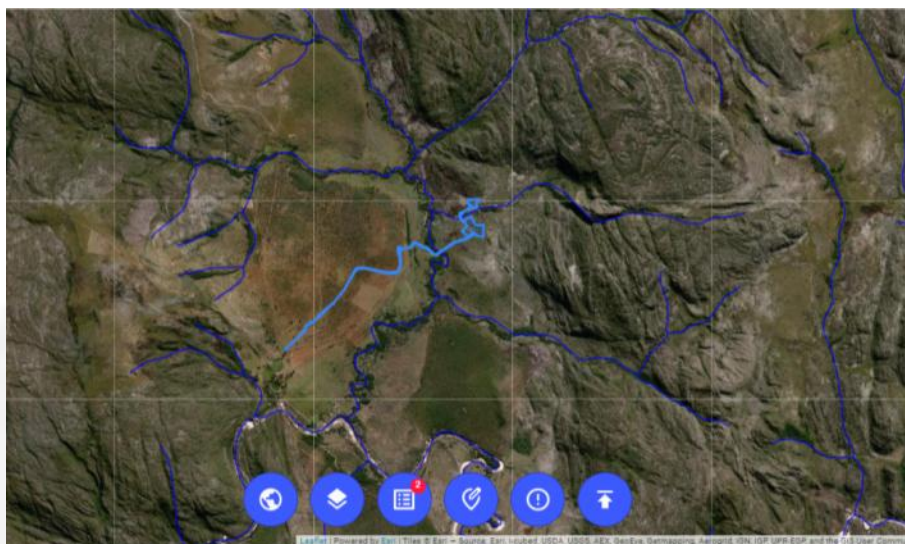 2
Leaflet | Powered by Esri | Tiles © Esri — Source: Esri, i-cubed, USDA, USGS, AEX, GeoEye, Getmapping, Aerogrid, IGN, IGP, UPR-EGP, and the GIS User Commu